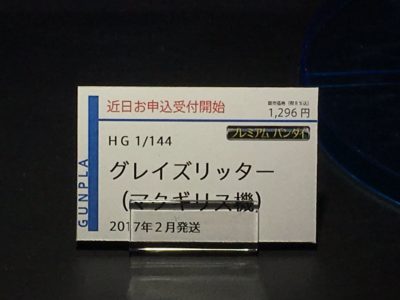 近日お申込受付開始
販売価格(税8%込)
1,296円
プレミアム バンダイ
HG 1/144
グレイズリッター
(マクギリス機)
2017年2月発送
GUNPLA